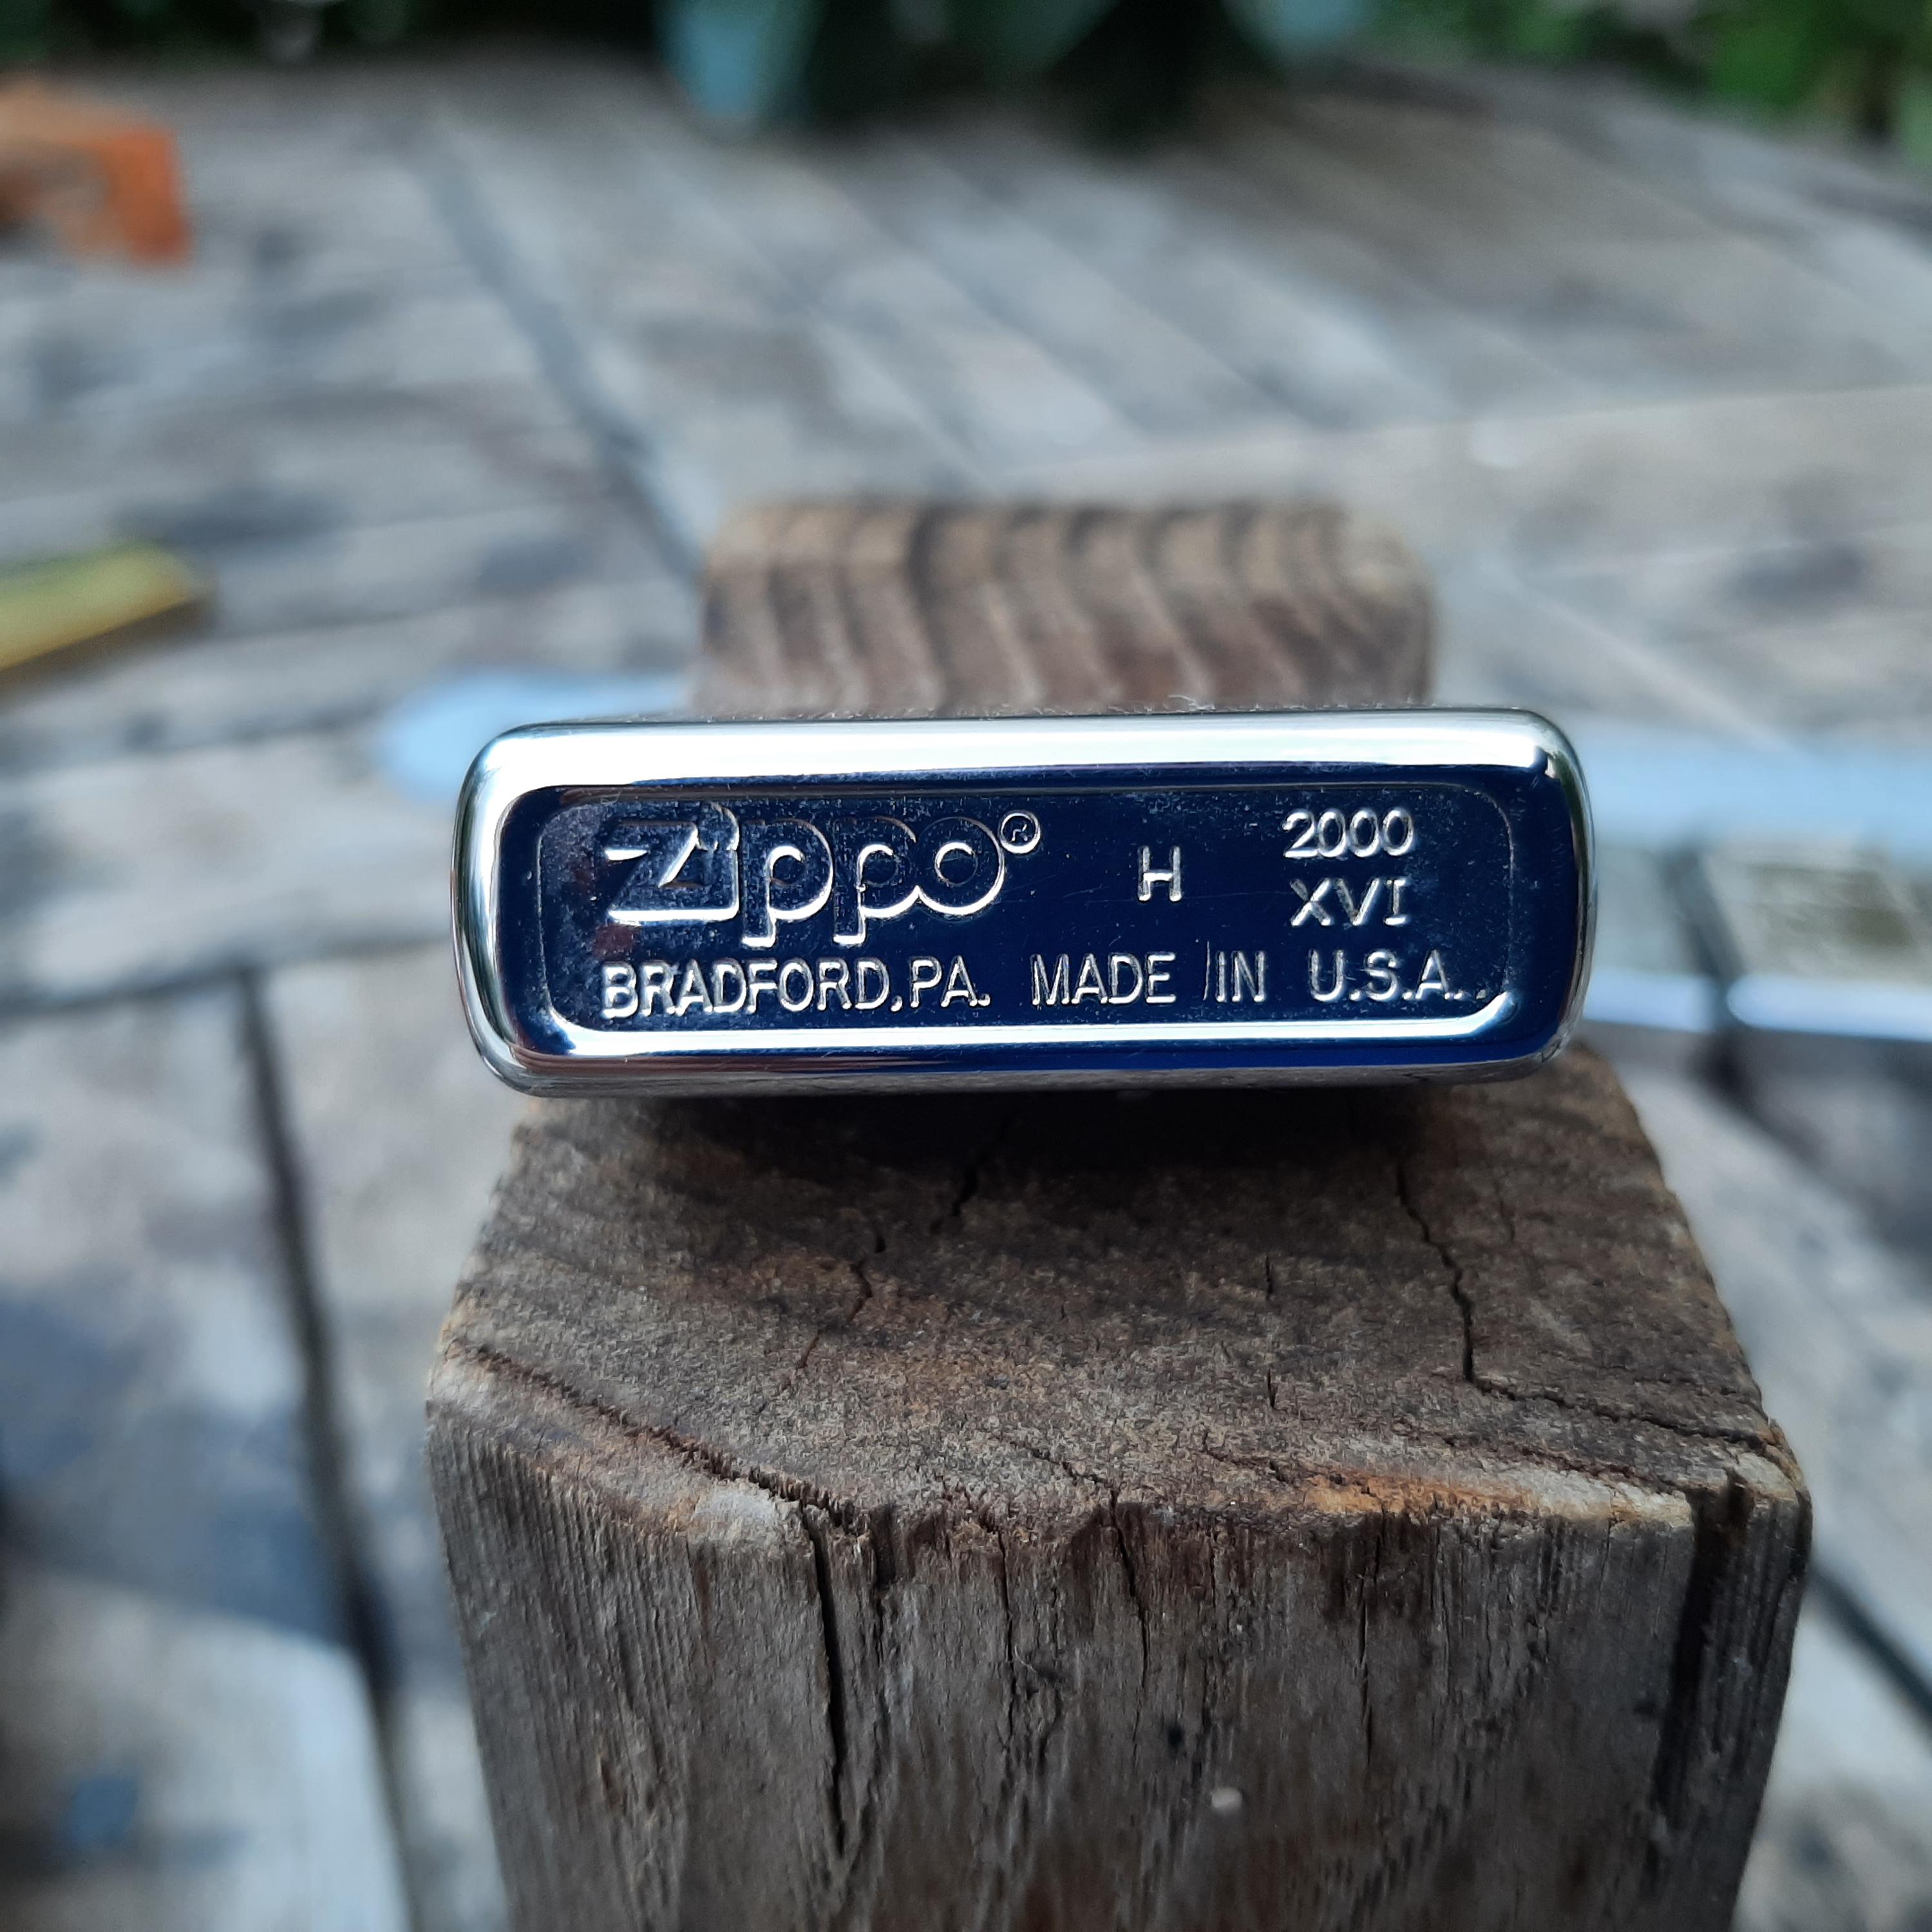 Zippo® H 2000
XVI
BRADFORD, PA. MADE IN U.S.A.